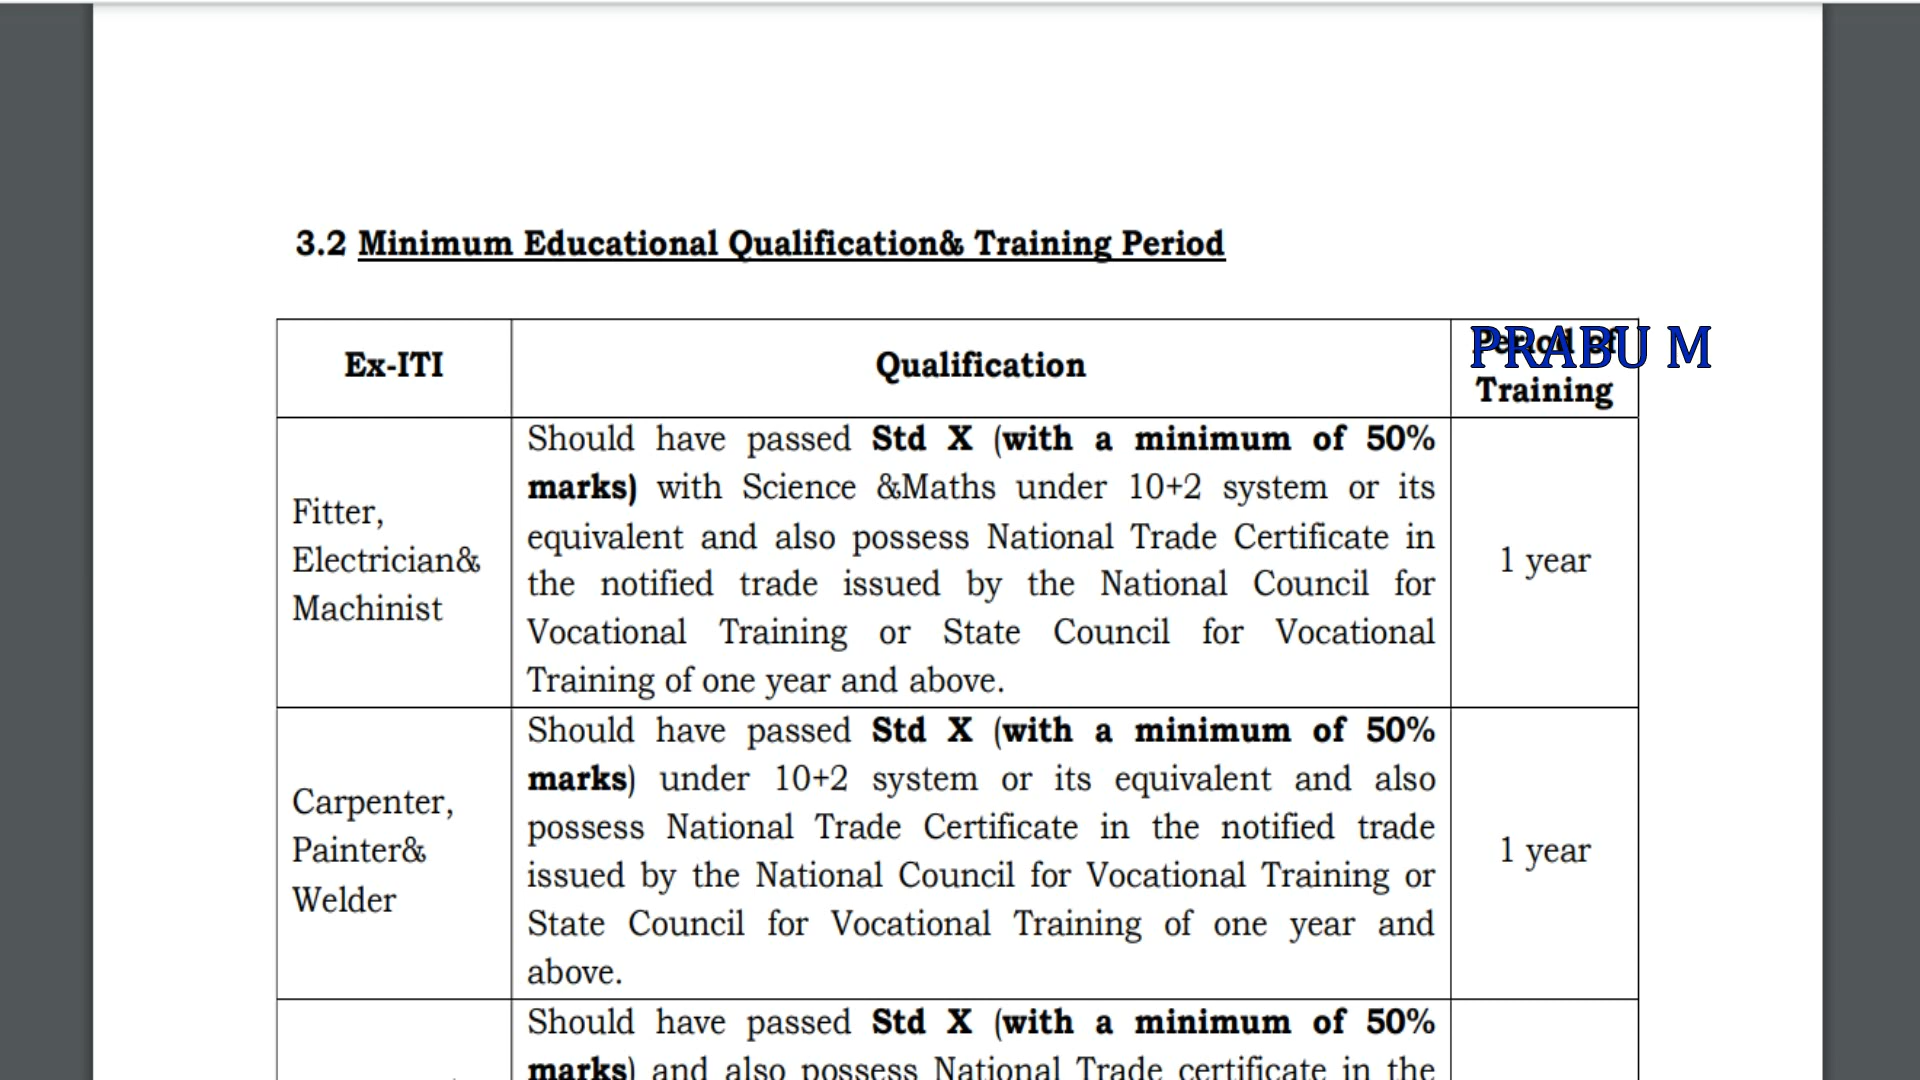 3.2 Minimum Educational Qualification& Training Period
Ex-ITI
Qualification
Period of
Training
PRABU M
Fitter,
Electrician&
Machinist
Should have passed Std X (with a minimum of 50%
marks) with Science &Maths under 10+2 system or its
equivalent and also possess National Trade Certificate in
the notified trade issued by the National Council for
Vocational Training or State Council for Vocational
Training of one year and above.
1 year
Carpenter,
Painter&
Welder
Should have passed Std X (with a minimum of 50%
marks) under 10+2 system or its equivalent and also
possess National Trade Certificate in the notified trade
issued by the National Council for Vocational Training or
State Council for Vocational Training of one year and
above.
1 year
Should have passed Std X (with a minimum of 50%
marks) and also possess National Trade certificate in the